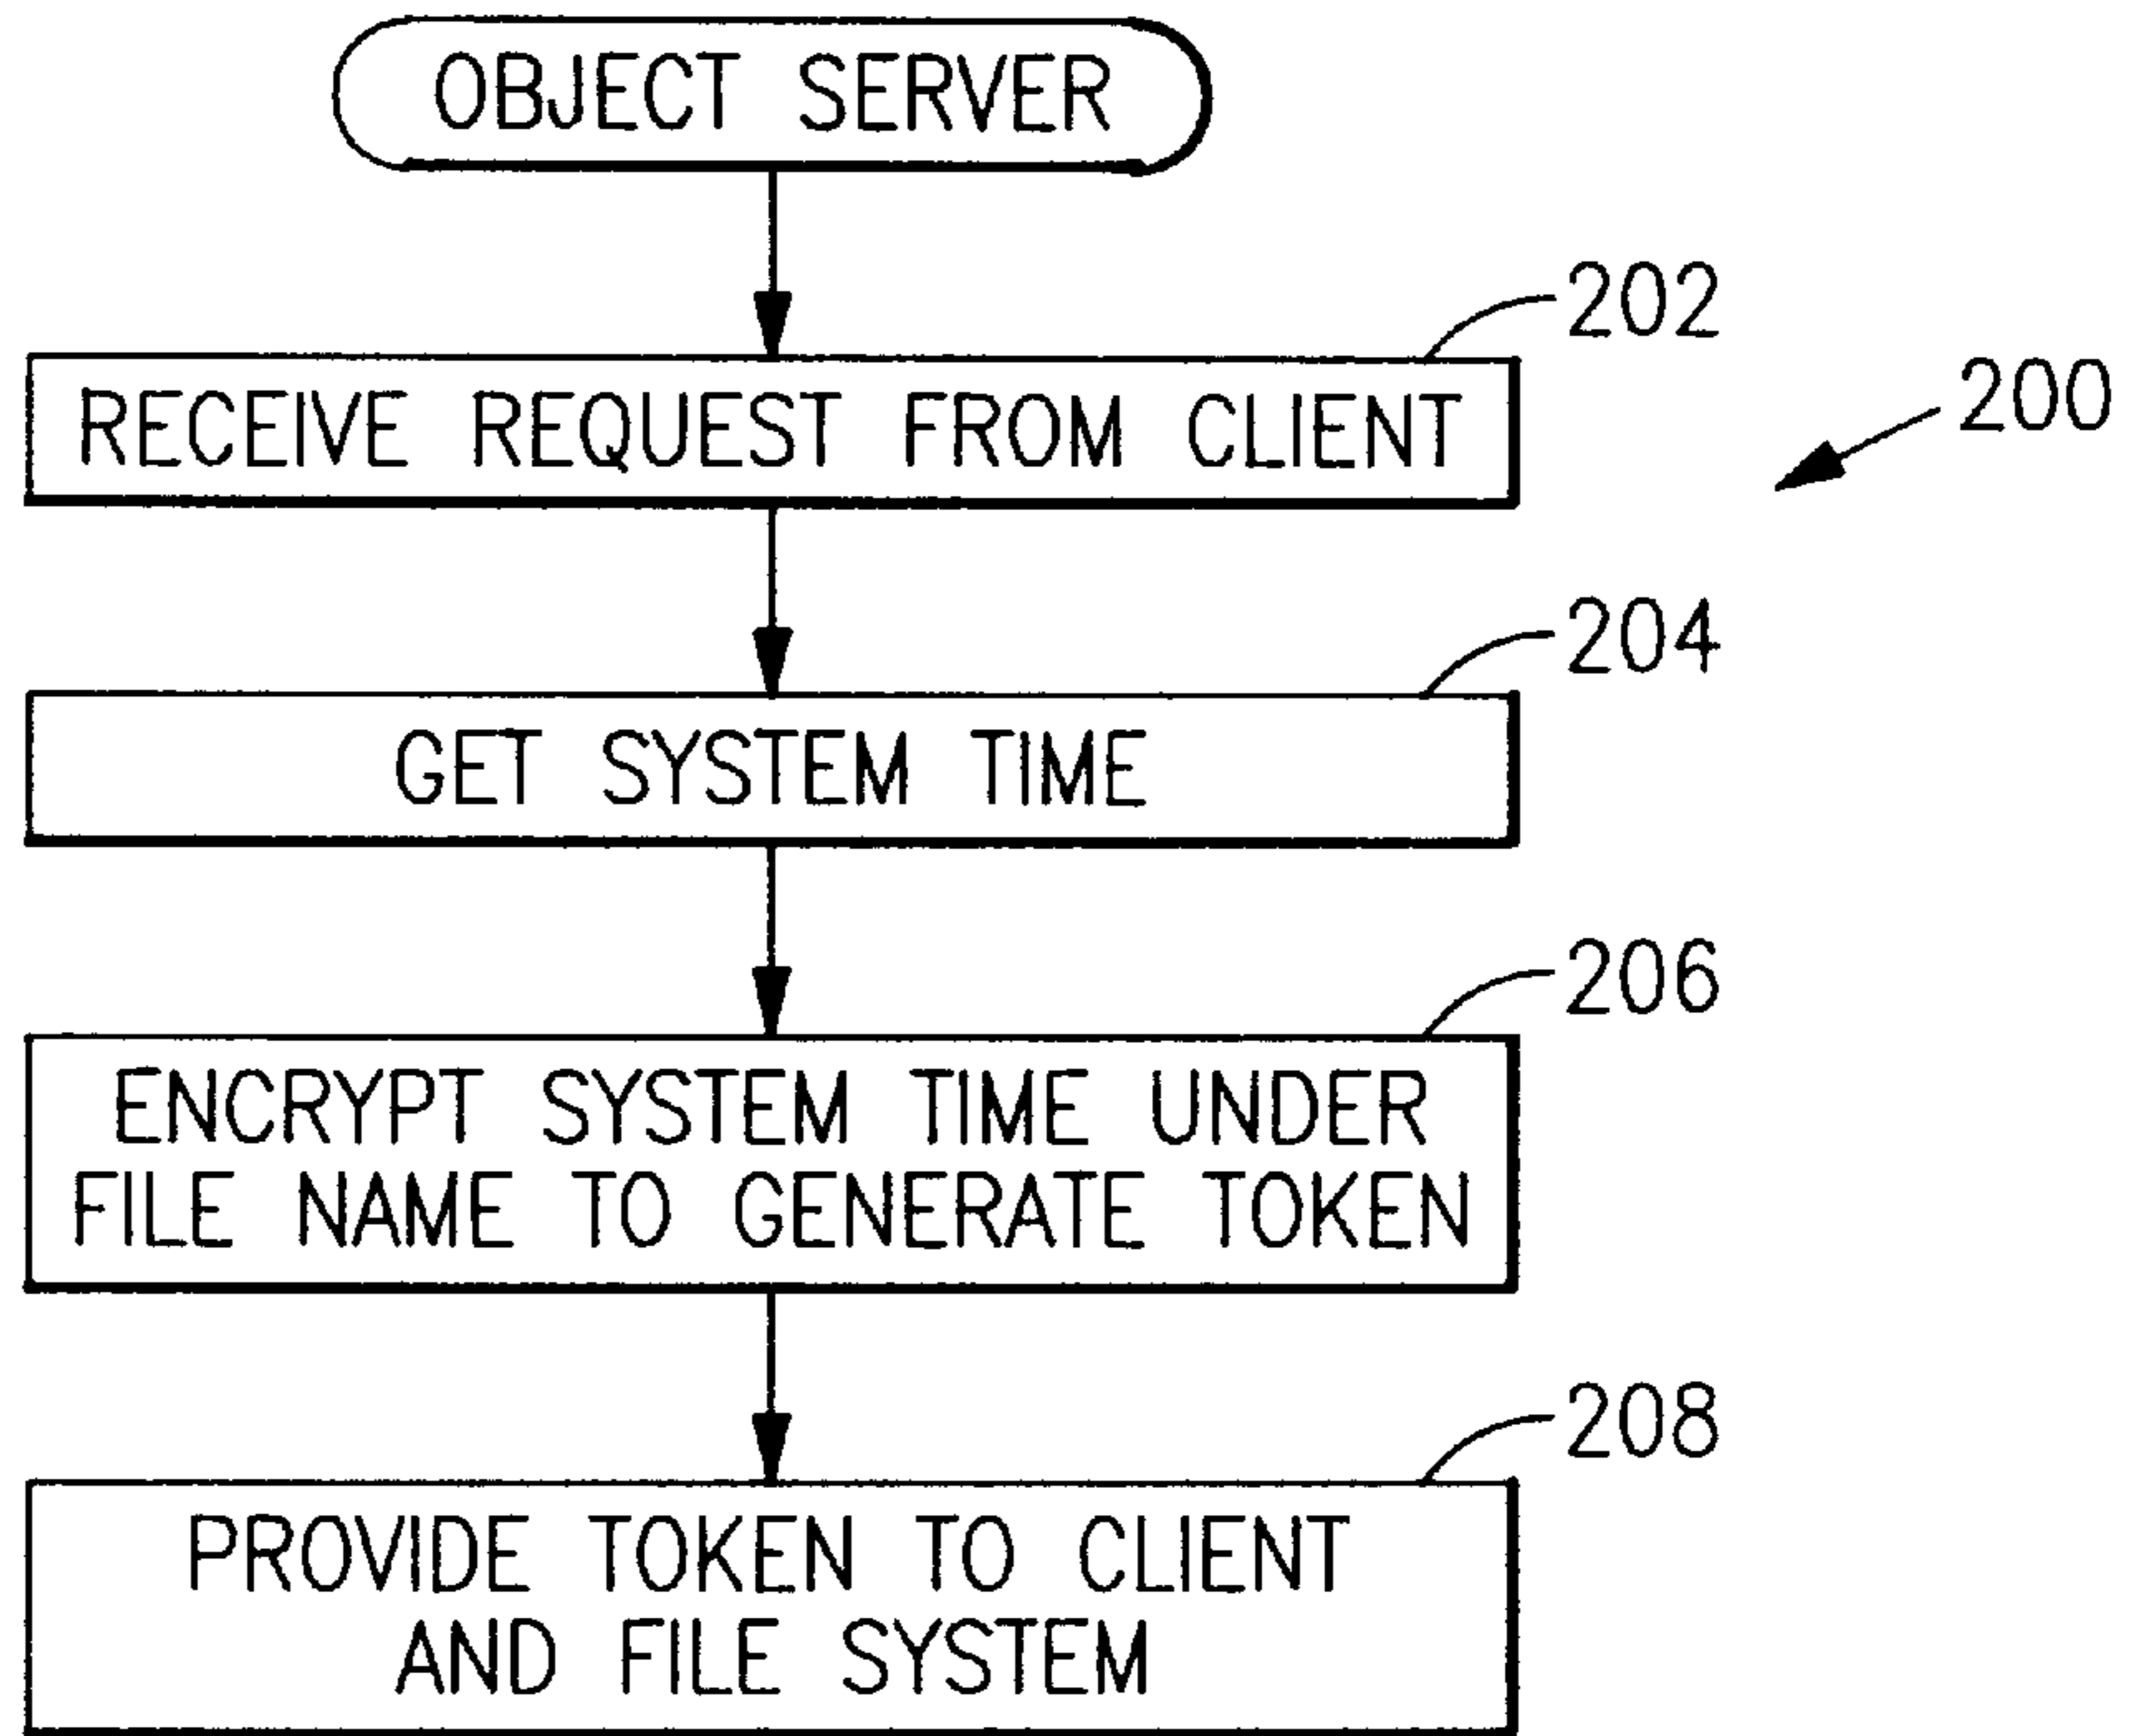 OBJECT SERVER
202
RECEIVE REQUEST FROM CLIENT
200
204
GET SYSTEM TIME
206
ENCRYPT SYSTEM TIME UNDER
FILE NAME TO GENERATE TOKEN
208
PROVIDE TOKEN TO CLIENT
AND FILE SYSTEM